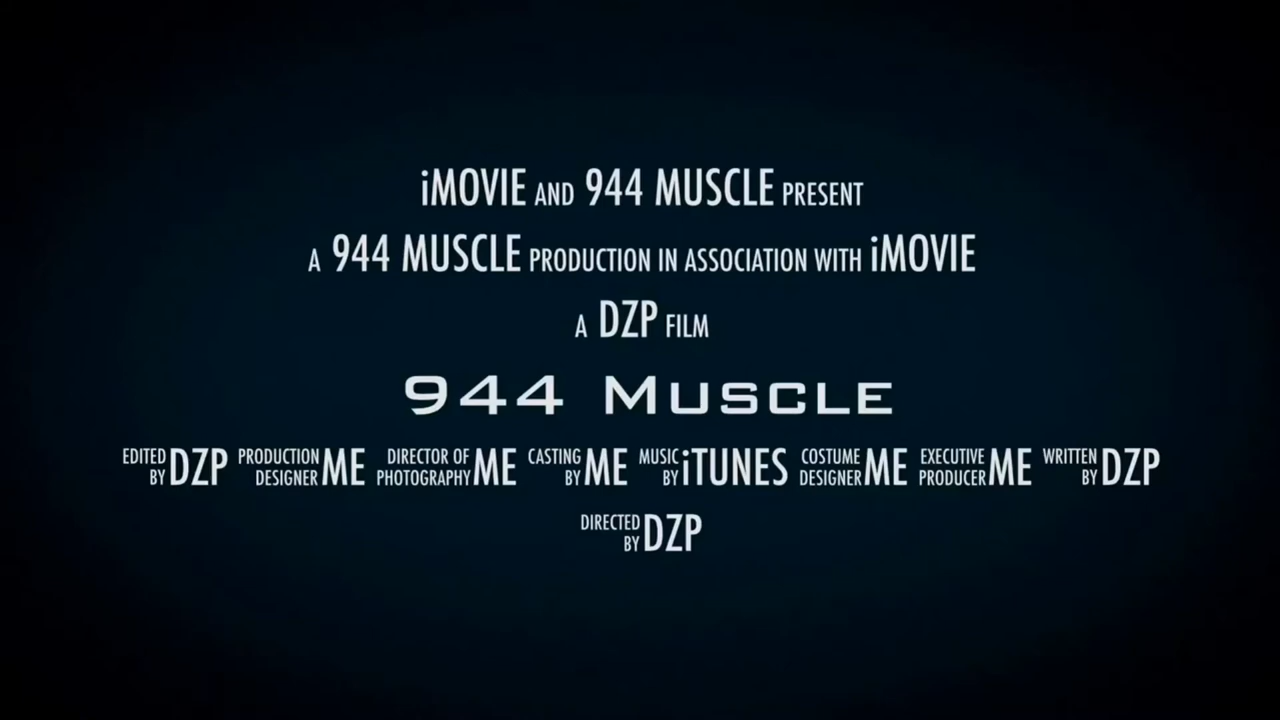 iMOVIE AND 944 MUSCLE PRESENT
A 944 MUSCLE PRODUCTION IN ASSOCIATION WITH iMOVIE
A DZP FILM
944 MUSCLE
EDITED BY DZP PRODUCTION DESIGNER ME DIRECTOR OF PHOTOGRAPHY ME CASTING BY ME MUSIC BY iTUNES COSTUME DESIGNER ME EXECUTIVE PRODUCER ME WRITTEN BY DZP
DIRECTED BY DZP